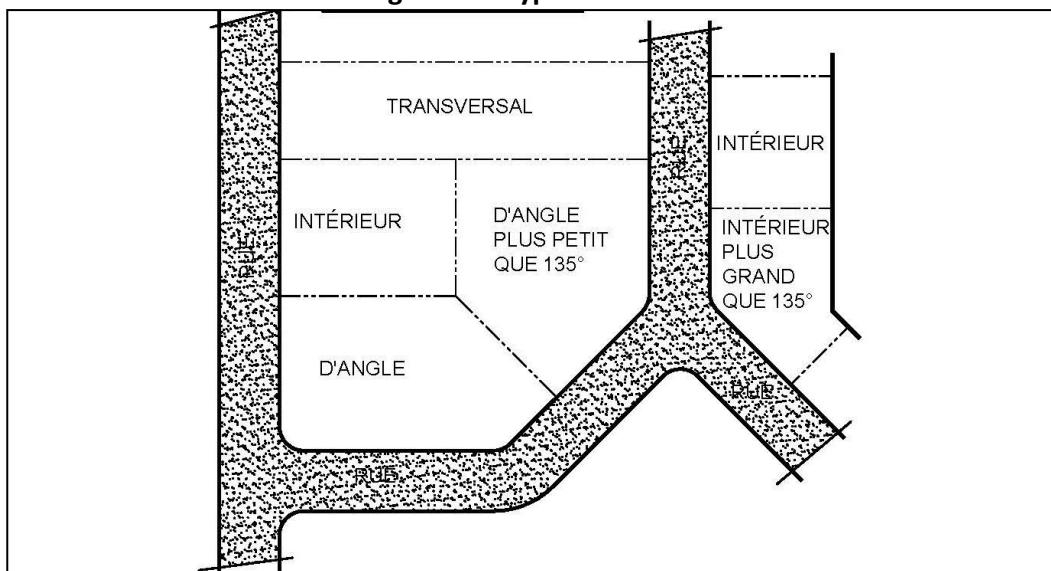 TRANSVERSAL
RUE
INTÉRIEUR
INTÉRIEUR
D'ANGLE
PLUS PETIT
QUE 135°
RUE
INTÉRIEUR
PLUS
GRAND
QUE 135°
D'ANGLE
RUE
RUE